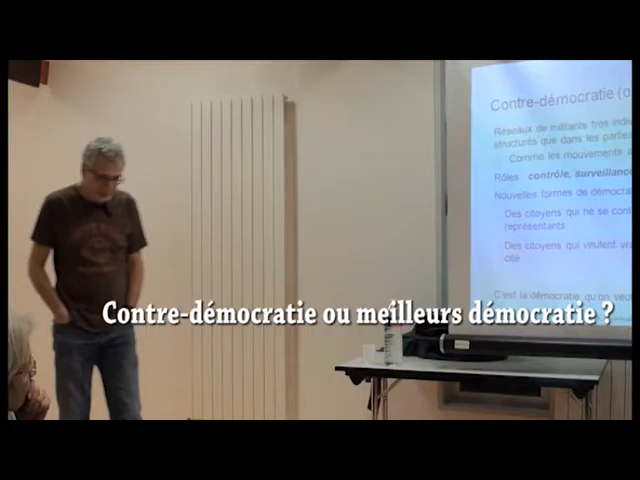 Contre-démocratie (o
Réseaux de militants très indiv
structurés que dans les partie
Comme les mouvements a
Rôles contrôle, surveillance
Nouvelles formes de démocra
Des citoyens qui ne se cont
représentants
Des citoyens qui veulent vra
cité
C'est la démocratie qu'on veu
Contre-démocratie ou meilleurs démocratie ?